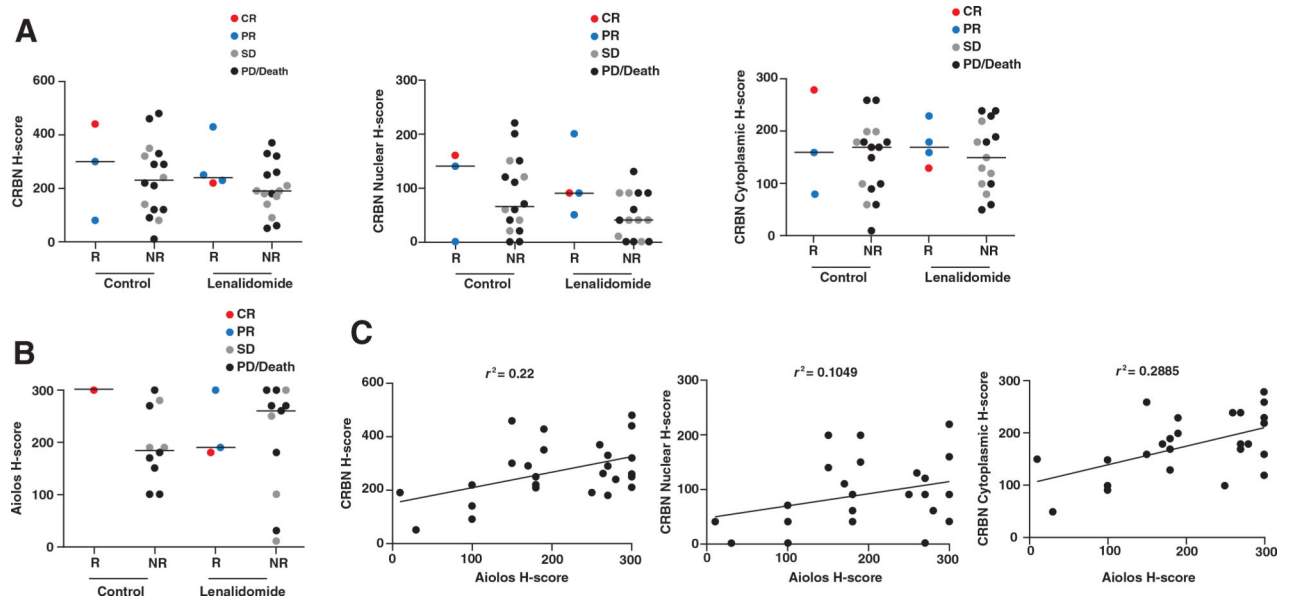 A
CR
PR
SD
PD/Death
CRBN H-score
600
400
200
0
R NR R NR
Control Lenalidomide
CR
PR
SD
PD/Death
CRBN Nuclear H-score
300
200
100
0
R NR R NR
Control Lenalidomide
CR
PR
SD
PD/Death
CRBN Cytoplasmic H-score
300
200
100
0
R NR R NR
Control Lenalidomide
B
CR
PR
SD
PD/Death
Aiolos H-score
300
200
100
0
R NR R NR
Control Lenalidomide
C
r² = 0.22
CRBN H-score
600
400
200
0
0 100 200 300
Aiolos H-score
r² = 0.1049
CRBN Nuclear H-score
300
200
100
0
0 100 200 300
Aiolos H-score
r² = 0.2885
CRBN Cytoplasmic H-score
300
200
100
0
0 100 200 300
Aiolos H-score